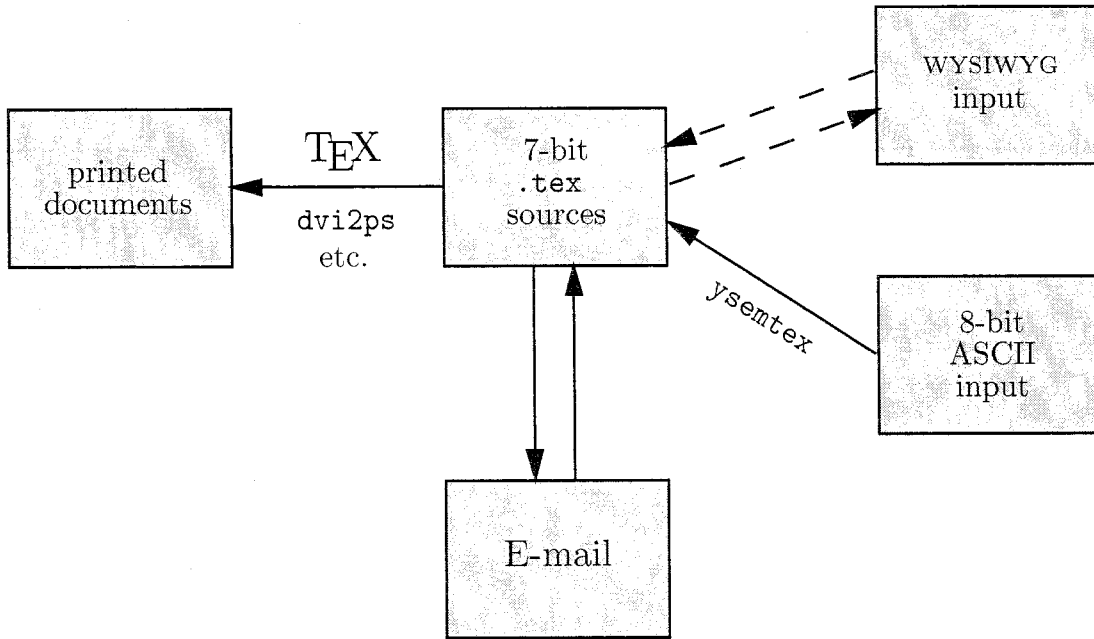 WYSIWYG
input
printed
documents
TEX
dvi2ps
etc.
7-bit
.tex
sources
ysemtex
8-bit
ASCII
input
E-mail